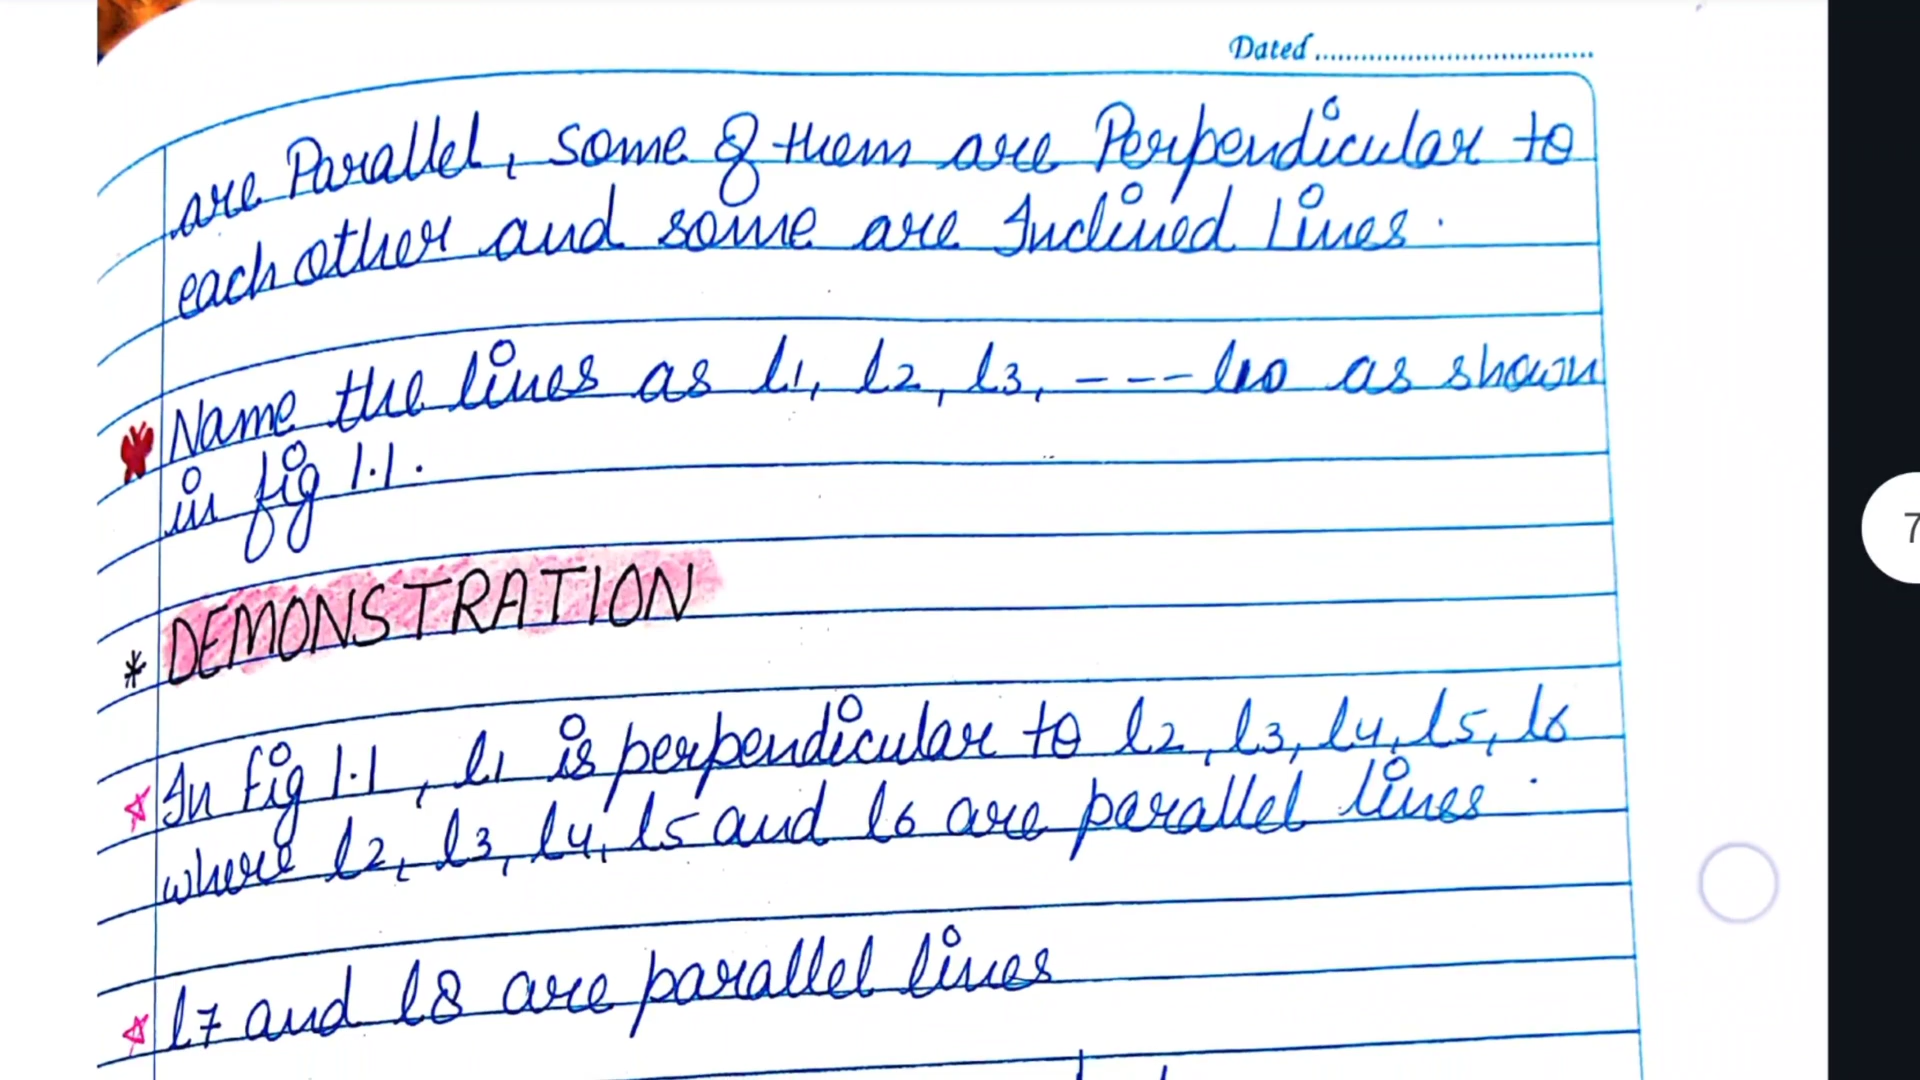 Dated
are Parallel, some of them are Perpendicular to
each other and some are Inclined Lines.
Name the lines as l1, l2, l3, ---l10 as shown
in fig 1.1.
* DEMONSTRATION
In fig 1.1, l1 is perpendicular to l2, l3, l4, l5, l6
where l2, l3, l4, l5 and l6 are parallel lines.
l7 and l8 are parallel lines
7